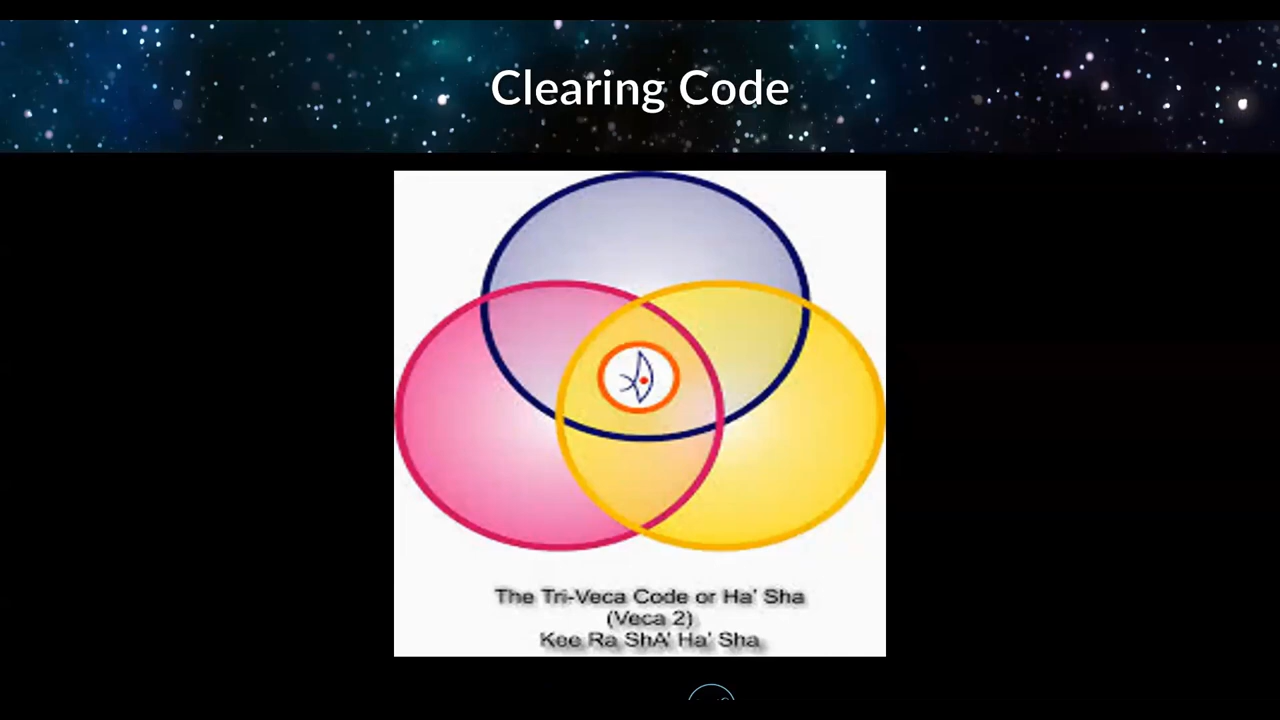 Clearing Code
The Tri-Veca Code or Ha' Sha
(Veca 2)
Kee Ra ShA' Ha' Sha